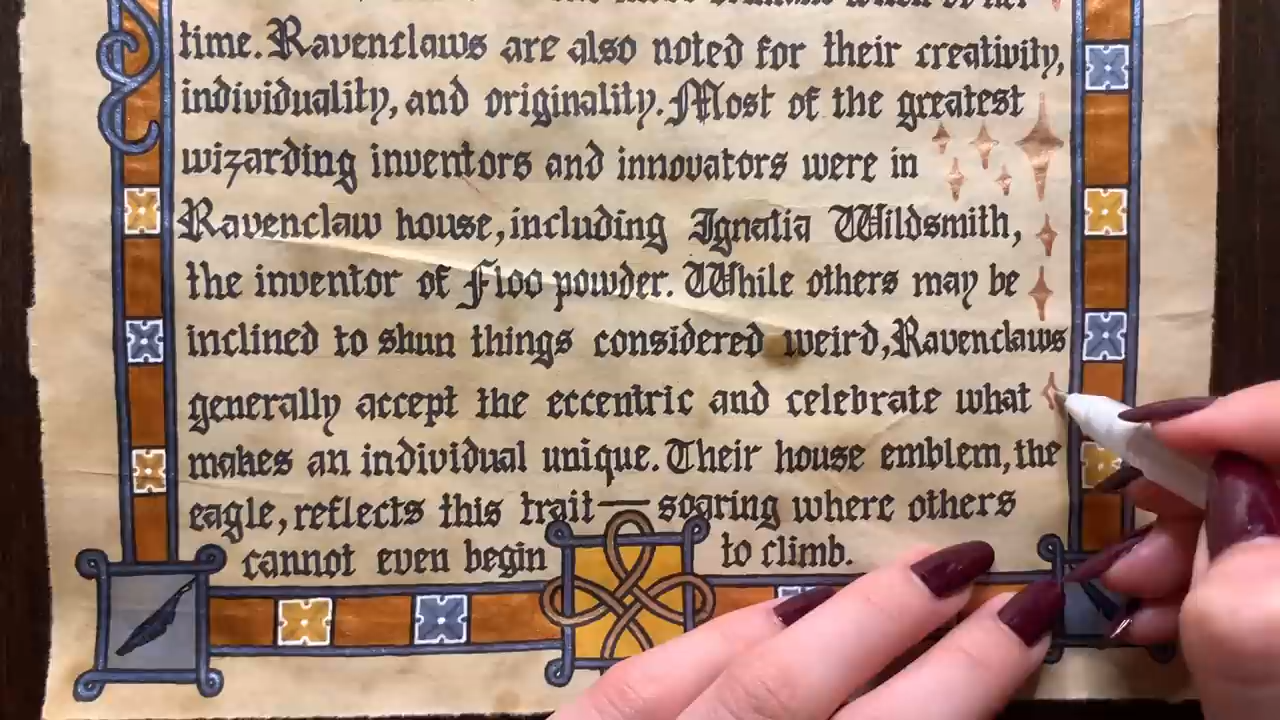 time. Ravenclaws are also noted for their creativity,
individuality, and originality. Most of the greatest
wizarding inventors and innovators were in
Ravenclaw house, including Ignatia Wildsmith,
the inventor of Floo powder. While others may be
inclined to shun things considered weird, Ravenclaws
generally accept the eccentric and celebrate what
makes an individual unique. Their house emblem, the
eagle, reflects this trait — soaring where others
cannot even begin to climb.